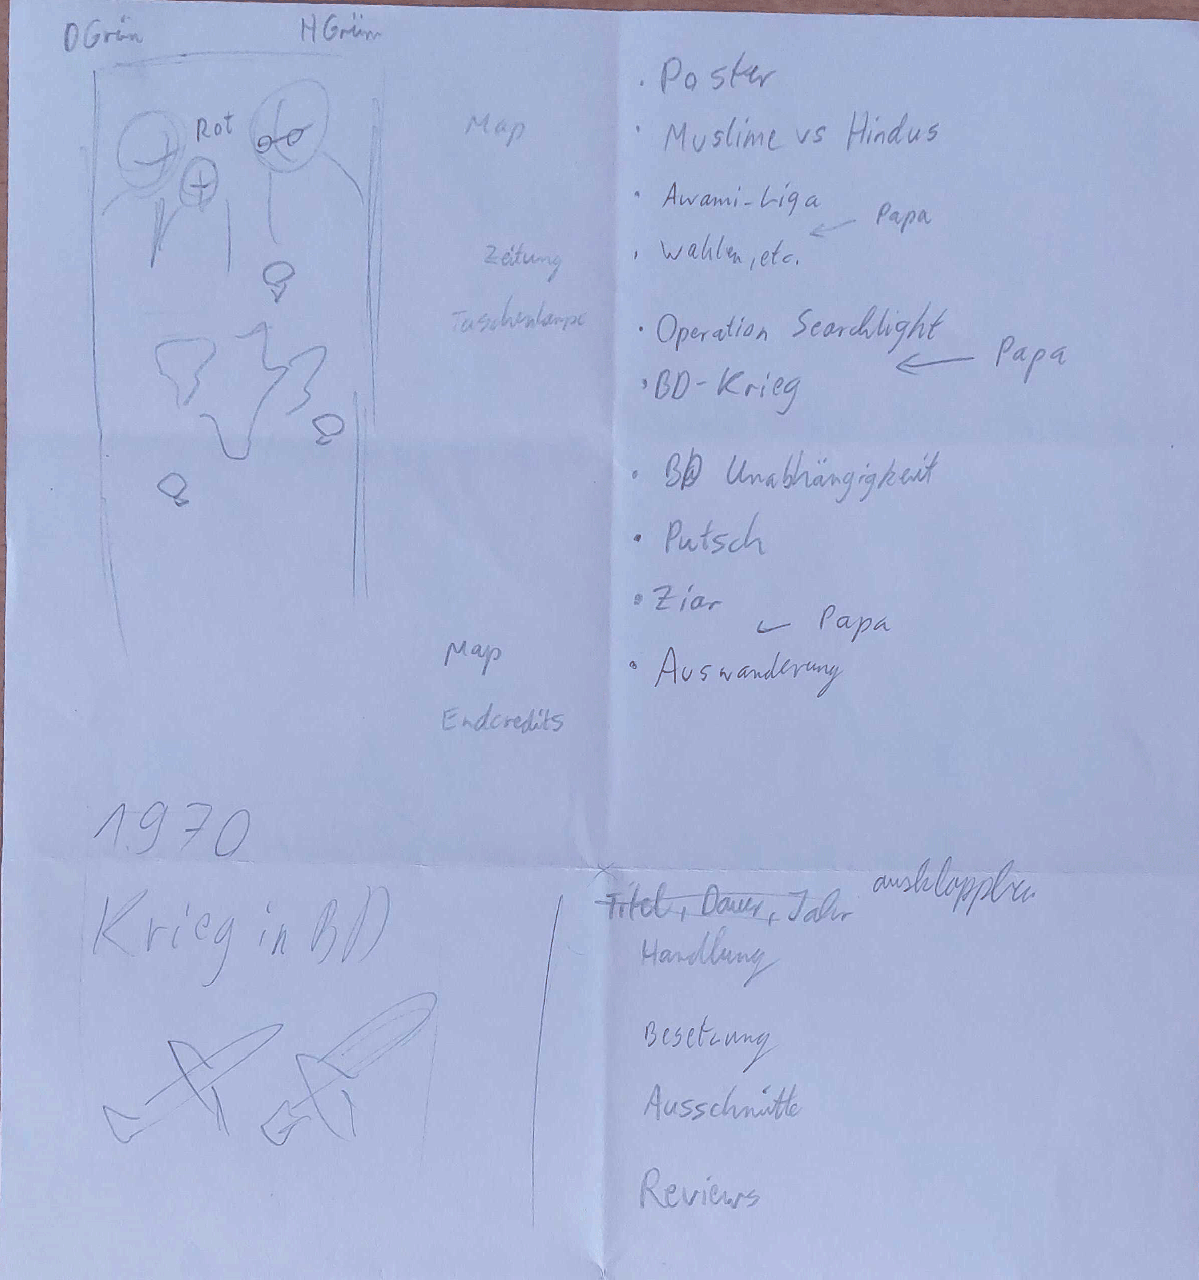 DGrün
HGrün
Rot
Map
Zeitung
Taschenlampe
Map
Endcredits
1970
Krieg in BD
· Poster
· Muslime vs Hindus
· Awami-Liga
Papa
· Wahlen, etc.
· Operation Searchlight
Papa
· BD-Krieg
· BD Unabhängigkeit
· Putsch
· Ziar
Papa
· Auswanderung
Titel, Dauer, Jahr
ausklappbar
Handlung
Besetzung
Ausschnitte
Reviews